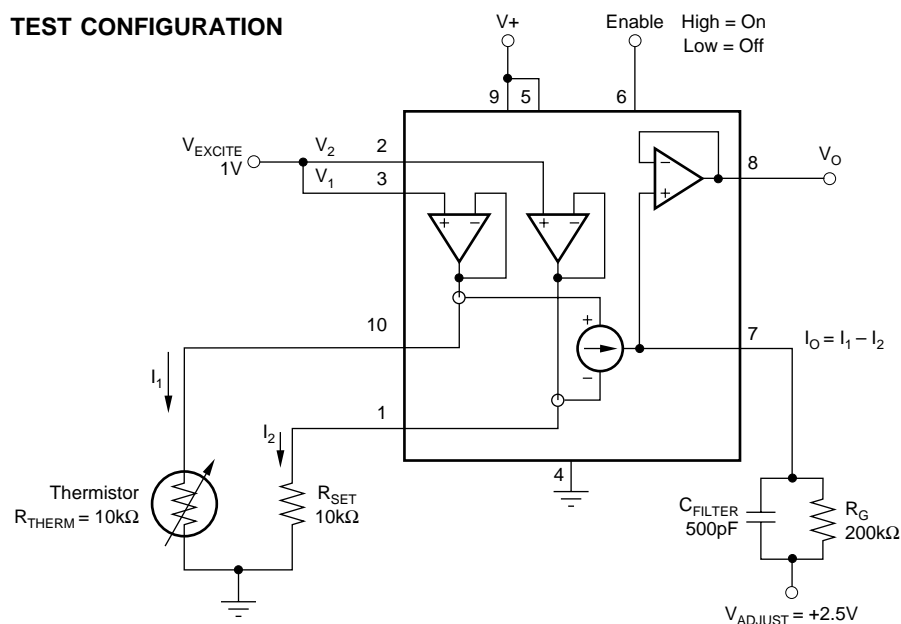 TEST CONFIGURATION
V+
Enable
High = On
Low = Off
9
5
6
V_EXCITE
1V
V_2
2
V_1
3
8
V_O
+
−
+
−
−
+
10
+
−
7
I_O = I_1 – I_2
I_1
1
I_2
4
Thermistor
R_THERM = 10kΩ
R_SET
10kΩ
C_FILTER
500pF
R_G
200kΩ
V_ADJUST = +2.5V